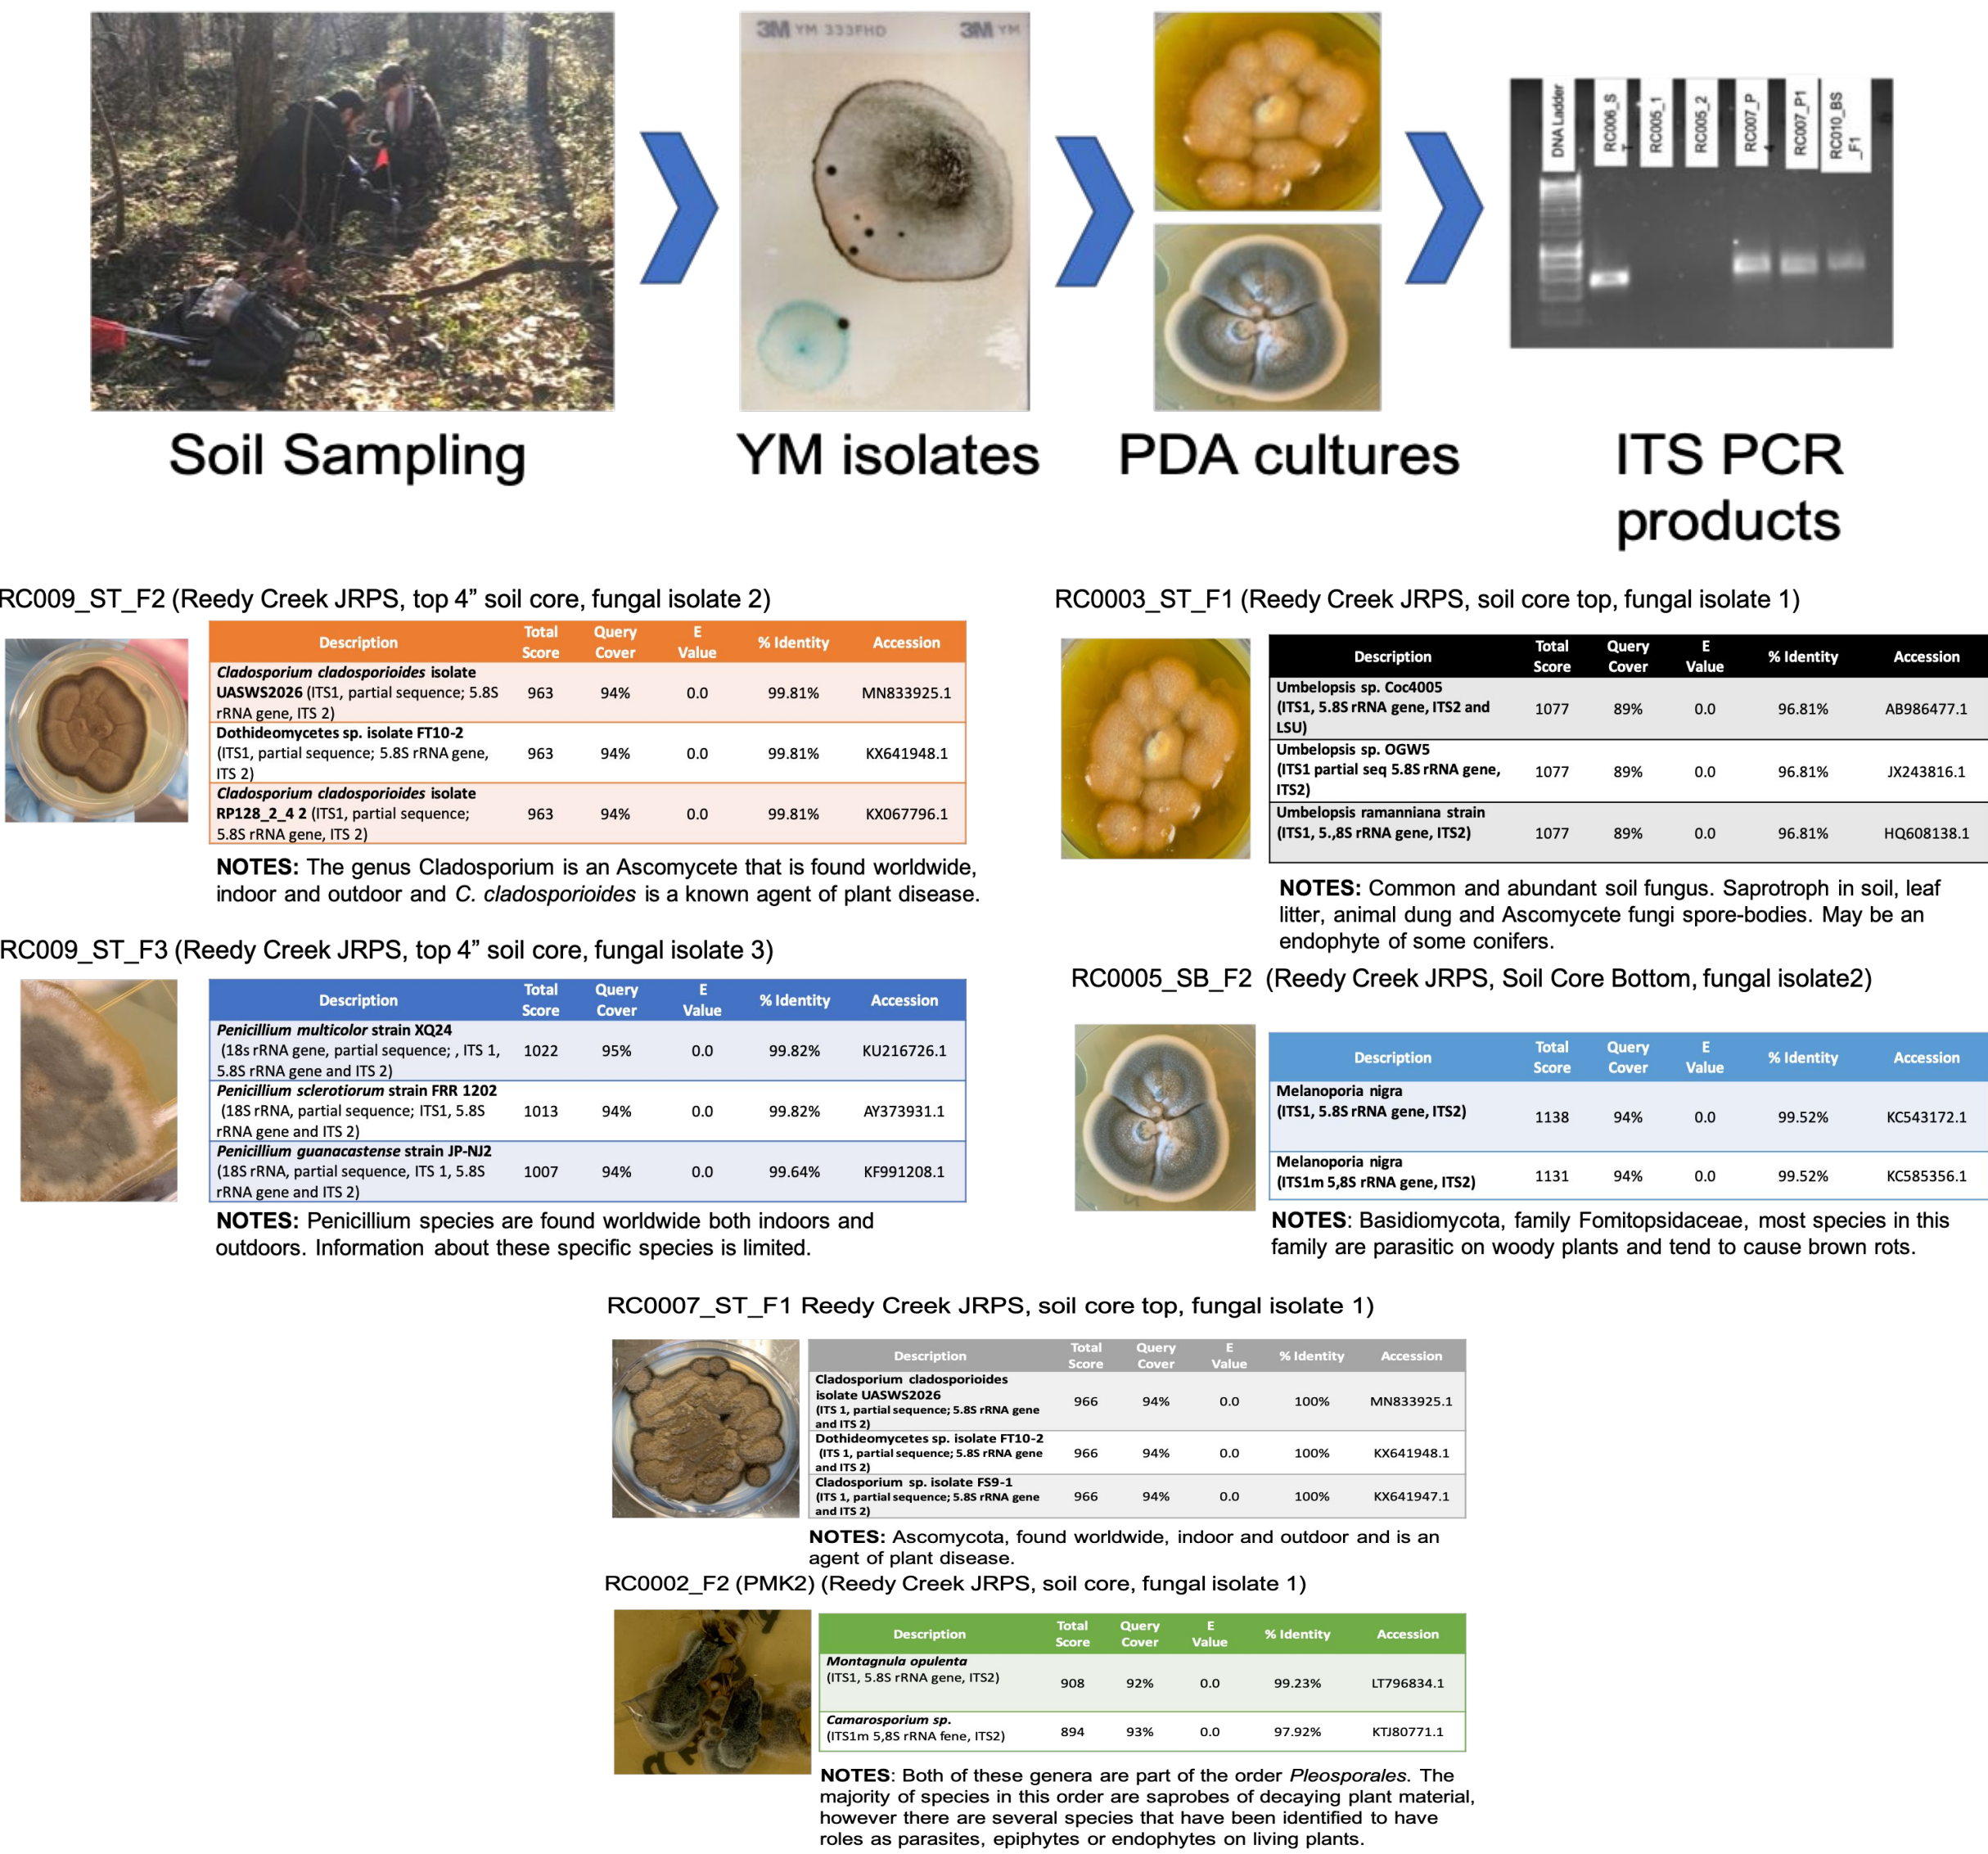 3M YM 333FHD 3M YM
DNA Ladder
RC006_S
T
RC005_1
RC005_2
RC007_P
4
RC007_P1
RC010_BS
_F1
Soil Sampling
YM isolates
PDA cultures
ITS PCR
products
RC009_ST_F2 (Reedy Creek JRPS, top 4” soil core, fungal isolate 2)
Description Total Score Query Cover E Value % Identity Accession
Cladosporium cladosporioides isolate
UASWS2026 (ITS1, partial sequence; 5.8S 963 94% 0.0 99.81% MN833925.1
rRNA gene, ITS 2)
Dothideomycetes sp. isolate FT10-2
(ITS1, partial sequence; 5.8S rRNA gene, 963 94% 0.0 99.81% KX641948.1
ITS 2)
Cladosporium cladosporioides isolate
RP128_2_4 2 (ITS1, partial sequence; 963 94% 0.0 99.81% KX067796.1
5.8S rRNA gene, ITS 2)
NOTES: The genus Cladosporium is an Ascomycete that is found worldwide,
indoor and outdoor and C. cladosporioides is a known agent of plant disease.
RC009_ST_F3 (Reedy Creek JRPS, top 4” soil core, fungal isolate 3)
Description Total Score Query Cover E Value % Identity Accession
Penicillium multicolor strain XQ24
(18s rRNA gene, partial sequence; , ITS 1, 1022 95% 0.0 99.82% KU216726.1
5.8S rRNA gene and ITS 2)
Penicillium sclerotiorum strain FRR 1202
(18S rRNA, partial sequence; ITS1, 5.8S 1013 94% 0.0 99.82% AY373931.1
rRNA gene and ITS 2)
Penicillium guanacastense strain JP-NJ2
(18S rRNA, partial sequence, ITS 1, 5.8S 1007 94% 0.0 99.64% KF991208.1
rRNA gene and ITS 2)
NOTES: Penicillium species are found worldwide both indoors and
outdoors. Information about these specific species is limited.
RC0003_ST_F1 (Reedy Creek JRPS, soil core top, fungal isolate 1)
Description Total Score Query Cover E Value % Identity Accession
Umbelopsis sp. Coc4005
(ITS1, 5.8S rRNA gene, ITS2 and 1077 89% 0.0 96.81% AB986477.1
LSU)
Umbelopsis sp. OGW5
(ITS1 partial seq 5.8S rRNA gene, 1077 89% 0.0 96.81% JX243816.1
ITS2)
Umbelopsis ramanniana strain
(ITS1, 5.,8S rRNA gene, ITS2) 1077 89% 0.0 96.81% HQ608138.1
NOTES: Common and abundant soil fungus. Saprotroph in soil, leaf
litter, animal dung and Ascomycete fungi spore-bodies. May be an
endophyte of some conifers.
RC0005_SB_F2 (Reedy Creek JRPS, Soil Core Bottom, fungal isolate2)
Description Total Score Query Cover E Value % Identity Accession
Melanoporia nigra
(ITS1, 5.8S rRNA gene, ITS2) 1138 94% 0.0 99.52% KC543172.1
Melanoporia nigra
(ITS1m 5,8S rRNA gene, ITS2) 1131 94% 0.0 99.52% KC585356.1
NOTES: Basidiomycota, family Fomitopsidaceae, most species in this
family are parasitic on woody plants and tend to cause brown rots.
RC0007_ST_F1 Reedy Creek JRPS, soil core top, fungal isolate 1)
Description Total Score Query Cover E Value % Identity Accession
Cladosporium cladosporioides
isolate UASWS2026 966 94% 0.0 100% MN833925.1
(ITS 1, partial sequence; 5.8S rRNA gene
and ITS 2)
Dothideomycetes sp. isolate FT10-2
(ITS 1, partial sequence; 5.8S rRNA gene 966 94% 0.0 100% KX641948.1
and ITS 2)
Cladosporium sp. isolate FS9-1
(ITS 1, partial sequence; 5.8S rRNA gene 966 94% 0.0 100% KX641947.1
and ITS 2)
NOTES: Ascomycota, found worldwide, indoor and outdoor and is an
agent of plant disease.
RC0002_F2 (PMK2) (Reedy Creek JRPS, soil core, fungal isolate 1)
Description Total Score Query Cover E Value % Identity Accession
Montagnula opulenta
(ITS1, 5.8S rRNA gene, ITS2) 908 92% 0.0 99.23% LT796834.1
Camarosporium sp.
(ITS1m 5,8S rRNA fene, ITS2) 894 93% 0.0 97.92% KTJ80771.1
NOTES: Both of these genera are part of the order Pleosporales. The
majority of species in this order are saprobes of decaying plant material,
however there are several species that have been identified to have
roles as parasites, epiphytes or endophytes on living plants.